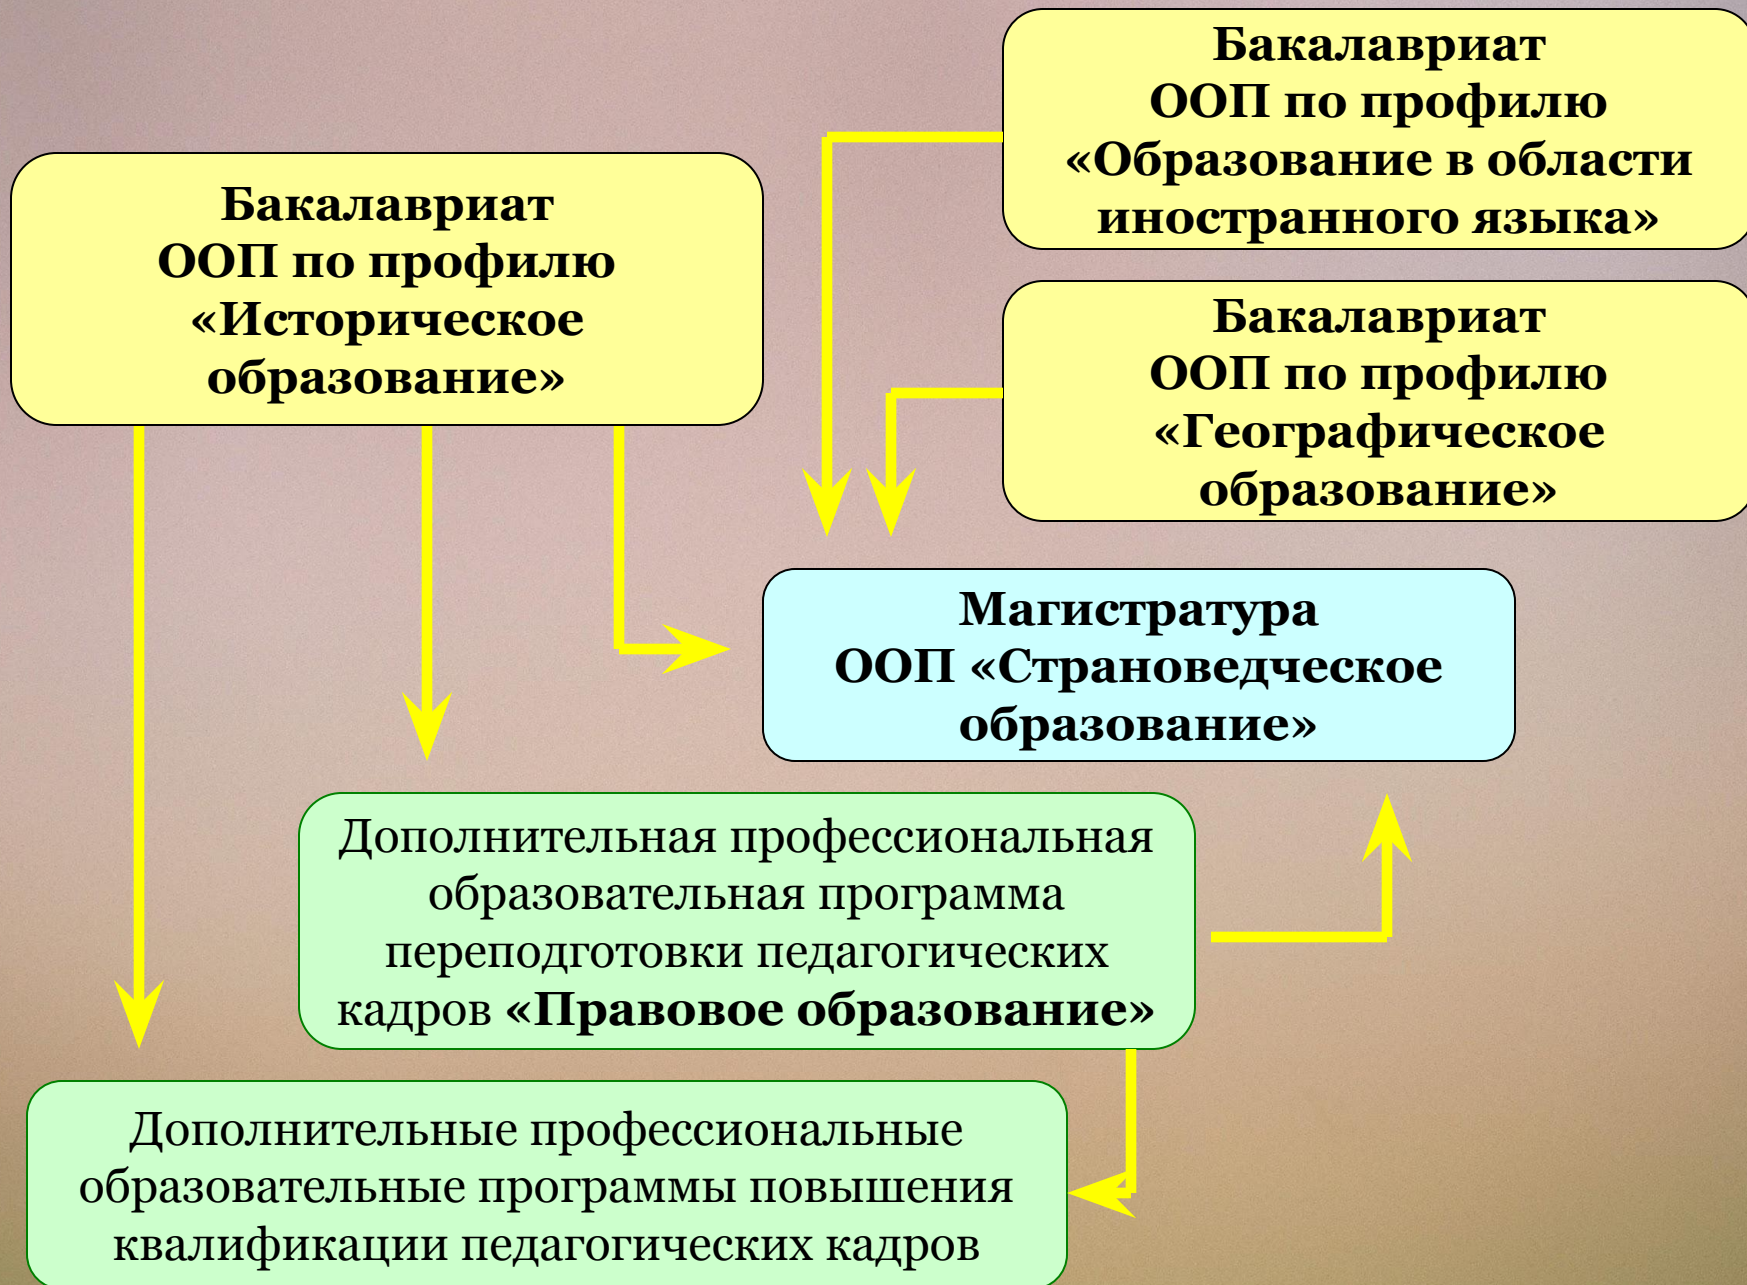 Бакалавриат
ООП по профилю
«Образование в области
иностранного языка»
Бакалавриат
ООП по профилю
«Историческое
образование»
Бакалавриат
ООП по профилю
«Географическое
образование»
Магистратура
ООП «Страноведческое
образование»
Дополнительная профессиональная
образовательная программа
переподготовки педагогических
кадров «Правовое образование»
Дополнительные профессиональные
образовательные программы повышения
квалификации педагогических кадров